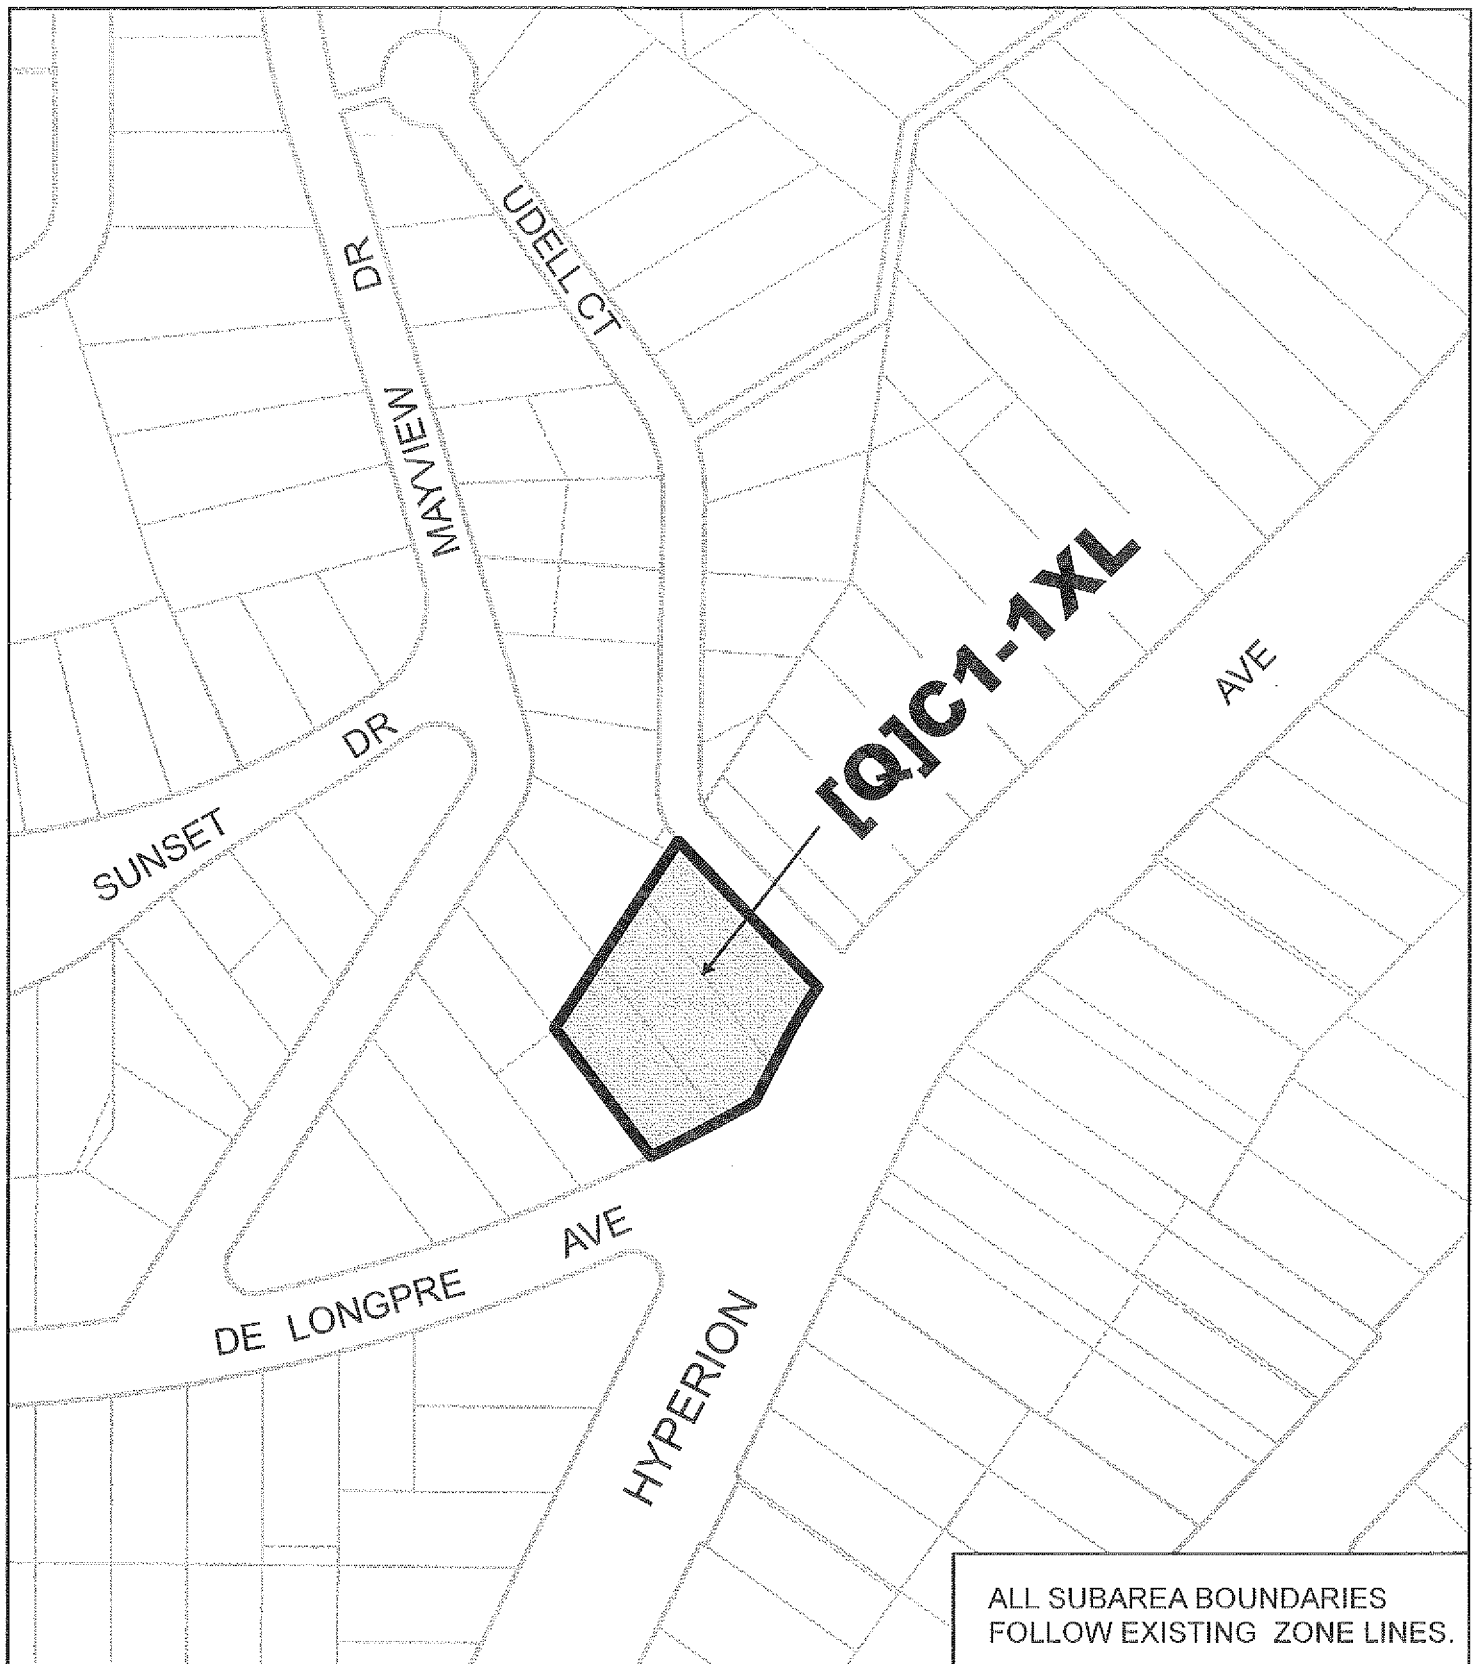 UDELL CT
DR
MAYVIEW
[Q]C1-1XL
AVE
DR
SUNSET
AVE
DE LONGPRE
HYPERION
ALL SUBAREA BOUNDARIES
FOLLOW EXISTING ZONE LINES.